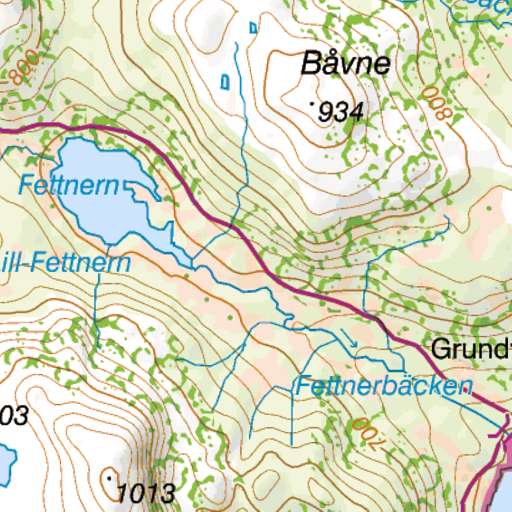 Båvne
800
934
800
Fettnern
ill-Fettnern
Grund
Fettnerbäcken
03
700
1013